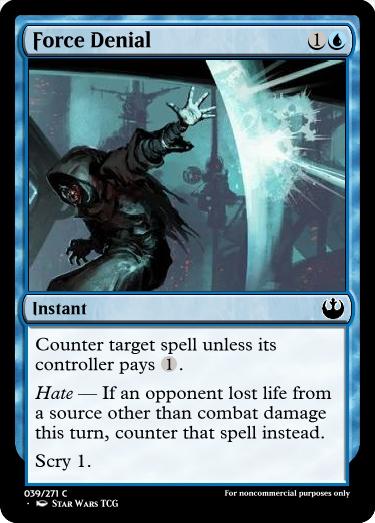 Force Denial 1
Instant
Counter target spell unless its
controller pays 1.
Hate — If an opponent lost life from
a source other than combat damage
this turn, counter that spell instead.
Scry 1.
039/271 C
For noncommercial purposes only
· Star Wars TCG